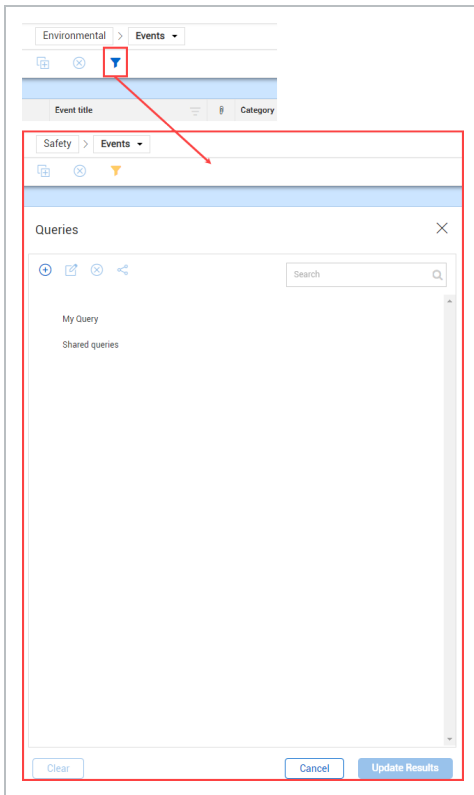 Environmental > Events
Event title Category
Safety > Events
Queries
Search
My Query
Shared queries
Clear Cancel Update Results